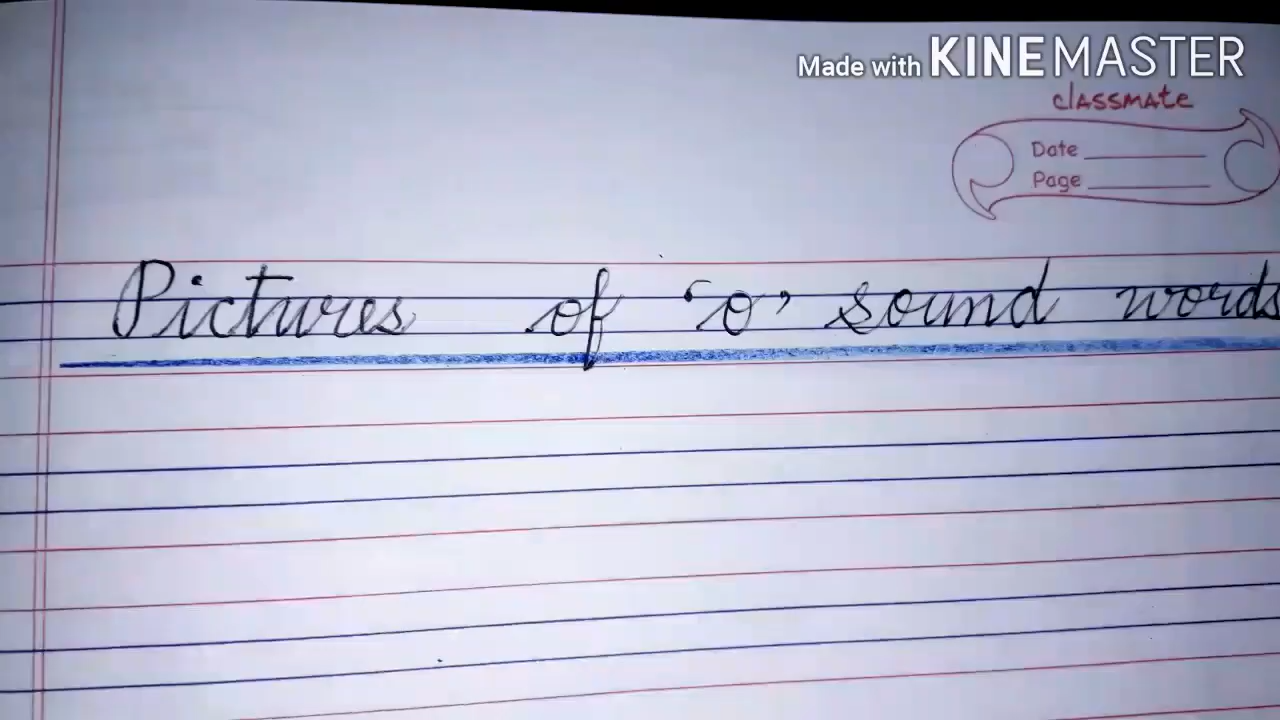 Made with KINEMASTER
classmate
Date
Page
Pictures of 'o' sound words